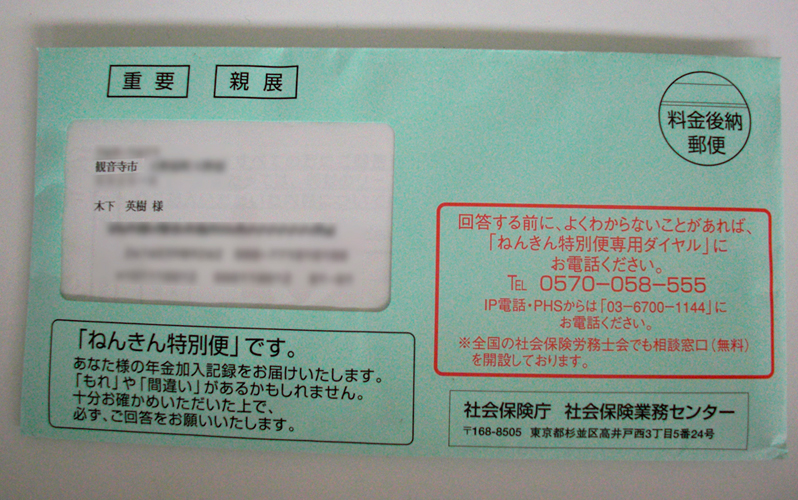 重要
親展
料金後納
郵便
観音寺市
木下 英樹 様
回答する前に、よくわからないことがあれば、
「ねんきん特別便専用ダイヤル」に
お電話ください。
TEL 0570-058-555
IP電話・PHSからは「03-6700-1144」に
お電話ください。
※全国の社会保険労務士会でも相談窓口(無料)
を開設しております。
「ねんきん特別便」です。
あなた様の年金加入記録をお届けいたします。
「もれ」や「間違い」があるかもしれません。
十分お確かめいただいた上で、
必ず、ご回答をお願いいたします。
社会保険庁 社会保険業務センター
〒168-8505 東京都杉並区高井戸西3丁目5番24号